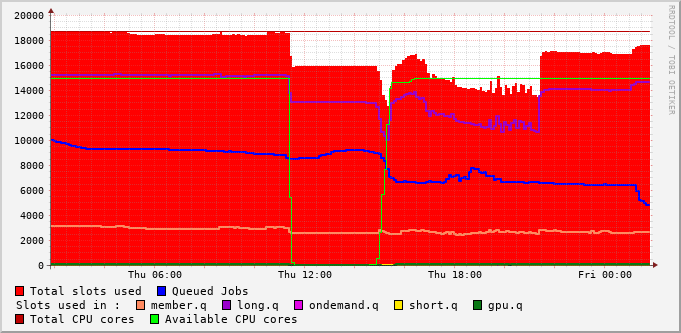 20000
18000
16000
14000
12000
10000
8000
6000
4000
2000
0
Thu 06:00 Thu 12:00 Thu 18:00 Fri 00:00
RRDTOOL / TOBI OETIKER
Total slots used Queued Jobs
Slots used in : member.q long.q ondemand.q short.q gpu.q
Total CPU cores Available CPU cores